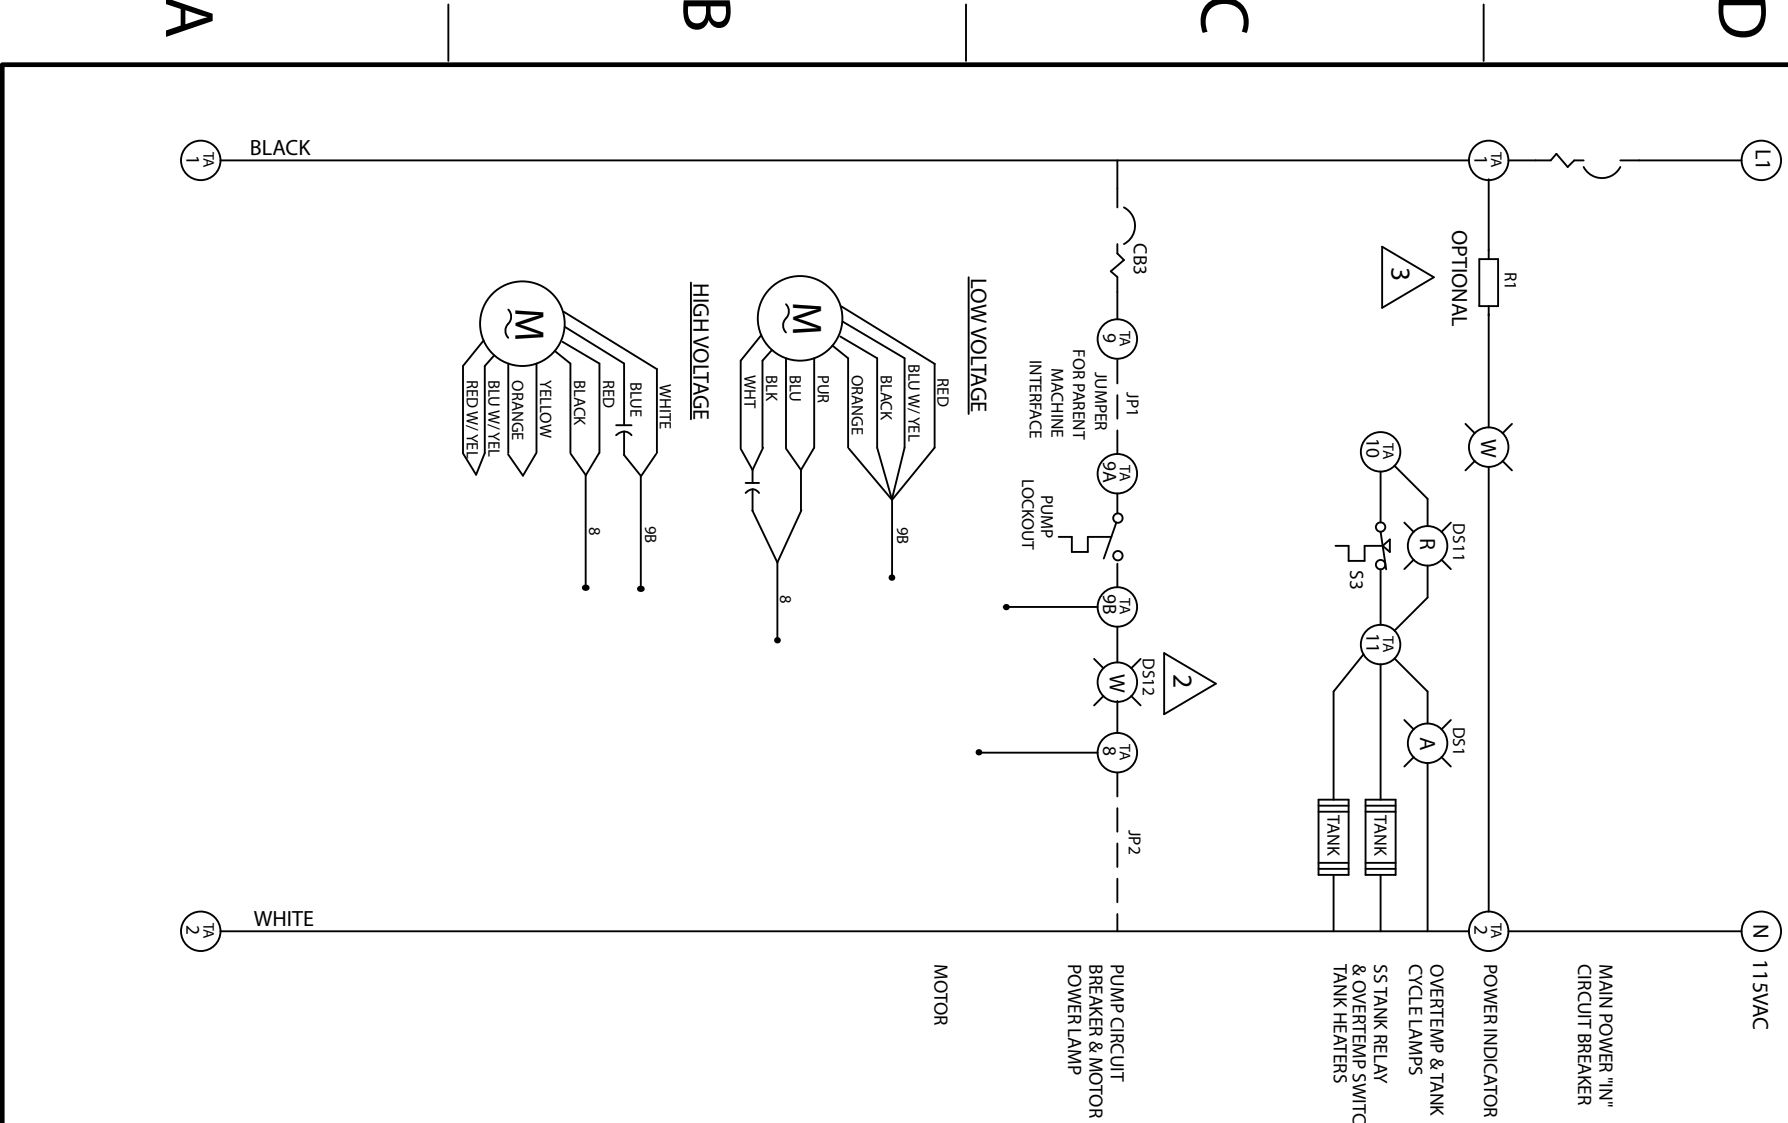 A
B
C
D
L1
TA
1
BLACK
TA
1
R1
OPTIONAL
3
W
TA
2
N
115VAC
MAIN POWER "IN"
CIRCUIT BREAKER
POWER INDICATOR
DS11
R
TA
10
S3
TA
11
DS1
A
TANK
TANK
OVERTEMP & TANK
CYCLE LAMPS
SS TANK RELAY
& OVERTEMP SWITC
TANK HEATERS
CB3
TA
9
JP1
JUMPER
FOR PARENT
MACHINE
INTERFACE
TA
9A
PUMP
LOCKOUT
TA
9B
2
DS12
W
TA
8
JP2
PUMP CIRCUIT
BREAKER & MOTOR
POWER LAMP
LOW VOLTAGE
M
RED
BLU W/ YEL
BLACK
ORANGE
PUR
BLU
BLK
WHT
9B
8
MOTOR
HIGH VOLTAGE
M
WHITE
BLUE
RED
BLACK
YELLOW
ORANGE
BLU W/ YEL
RED W/ YEL
9B
8
TA
2
WHITE